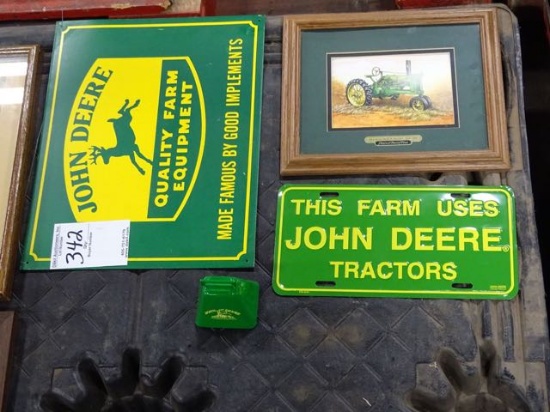 JOHN DEERE
QUALITY FARM
EQUIPMENT
MADE FAMOUS BY GOOD IMPLEMENTS
342
THIS FARM USES
JOHN DEERE
TRACTORS